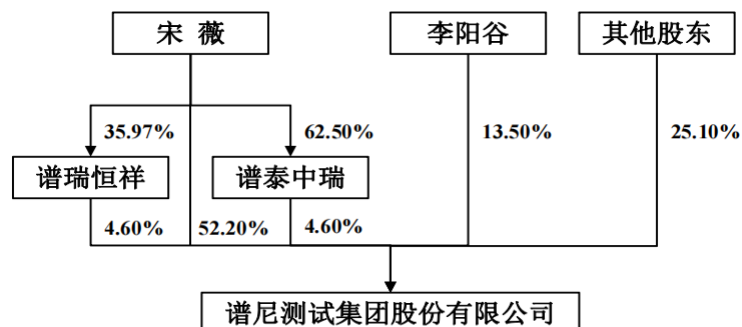 宋 薇
李阳谷
其他股东
35.97%
62.50%
13.50%
25.10%
谱瑞恒祥
谱泰中瑞
4.60%
52.20%
4.60%
谱尼测试集团股份有限公司